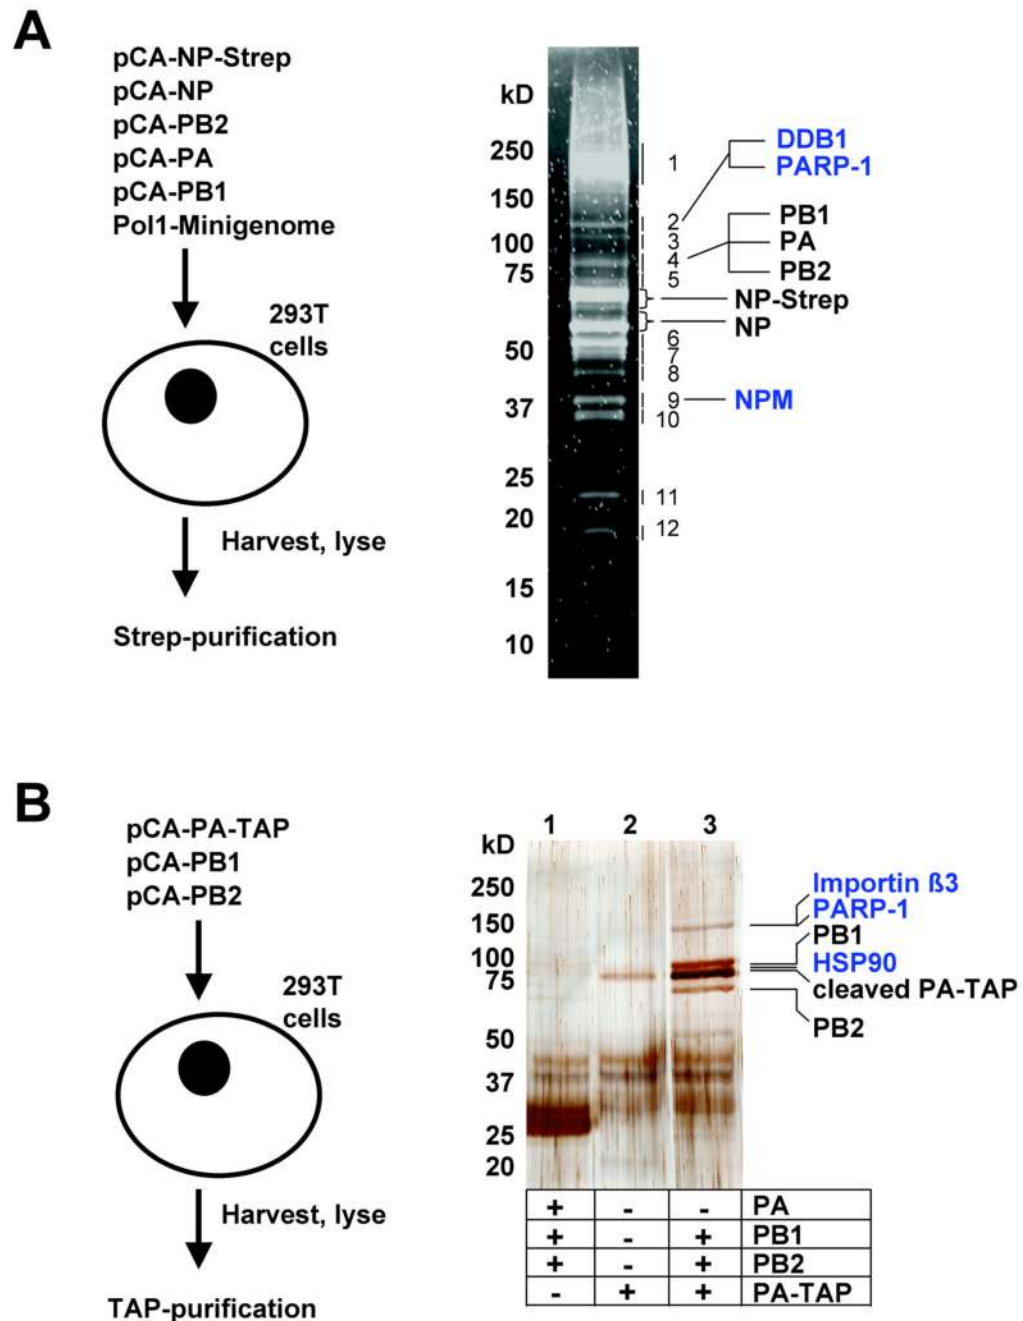 A
pCA-NP-Strep
pCA-NP
pCA-PB2
pCA-PA
pCA-PB1
Pol1-Minigenome
293T
cells
Harvest, lyse
Strep-purification
kD
250
150
100
75
50
37
25
20
15
10
1
2
3
4
5
6
7
8
9
10
11
12
DDB1
PARP-1
PB1
PA
PB2
NP-Strep
NP
NPM
B
pCA-PA-TAP
pCA-PB1
pCA-PB2
293T
cells
Harvest, lyse
TAP-purification
1 2 3
kD
250
150
100
75
50
37
25
20
Importin ß3
PARP-1
PB1
HSP90
cleaved PA-TAP
PB2
+ - - PA
+ - + PB1
+ - + PB2
- + + PA-TAP